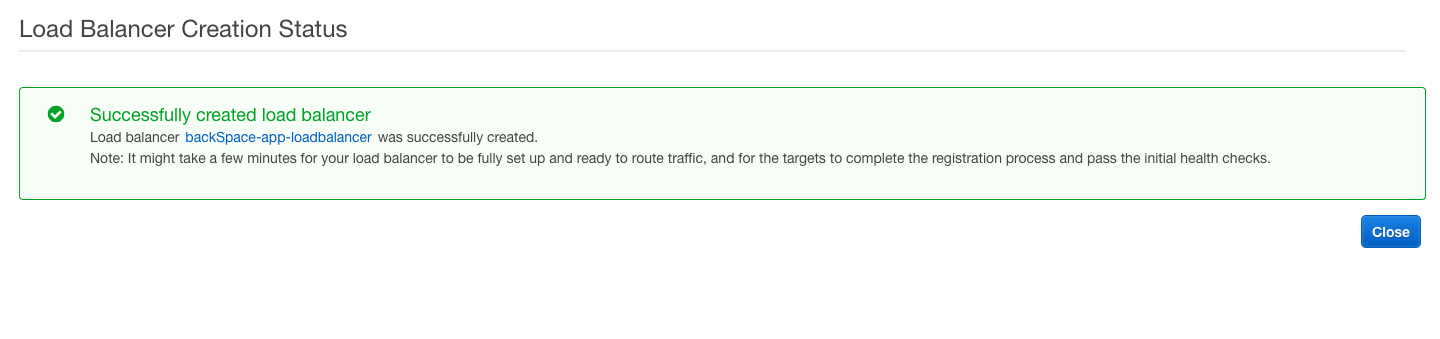 Load Balancer Creation Status
Successfully created load balancer
Load balancer backSpace-app-loadbalancer was successfully created.
Note: It might take a few minutes for your load balancer to be fully set up and ready to route traffic, and for the targets to complete the registration process and pass the initial health checks.
Close